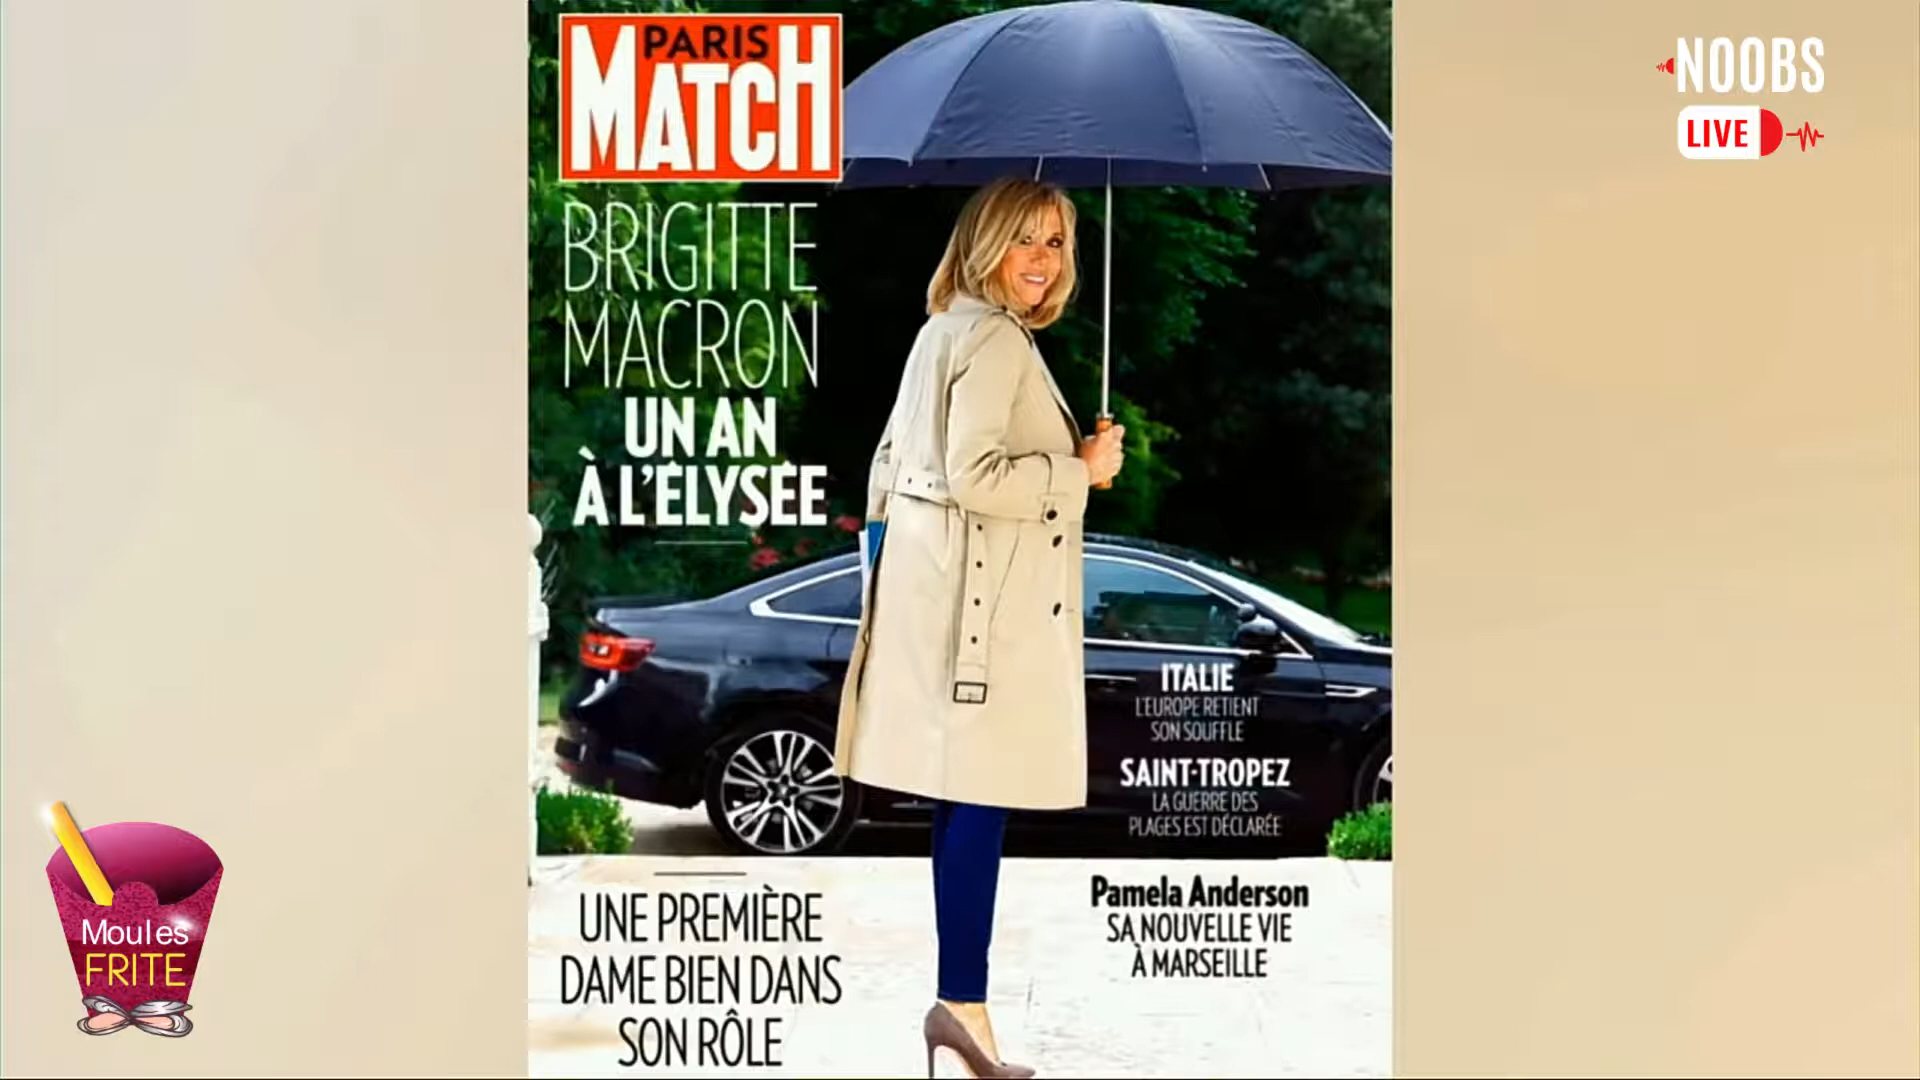 PARIS
MATCH
BRIGITTE
MACRON
UN AN
À L'ÉLYSÉE
ITALIE
L'EUROPE RETIENT
SON SOUFFLE
SAINT-TROPEZ
LA GUERRE DES
PLAGES EST DÉCLARÉE
UNE PREMIÈRE
DAME BIEN DANS
SON RÔLE
Pamela Anderson
SA NOUVELLE VIE
À MARSEILLE
NOOBS
LIVE
Moules
FRITE